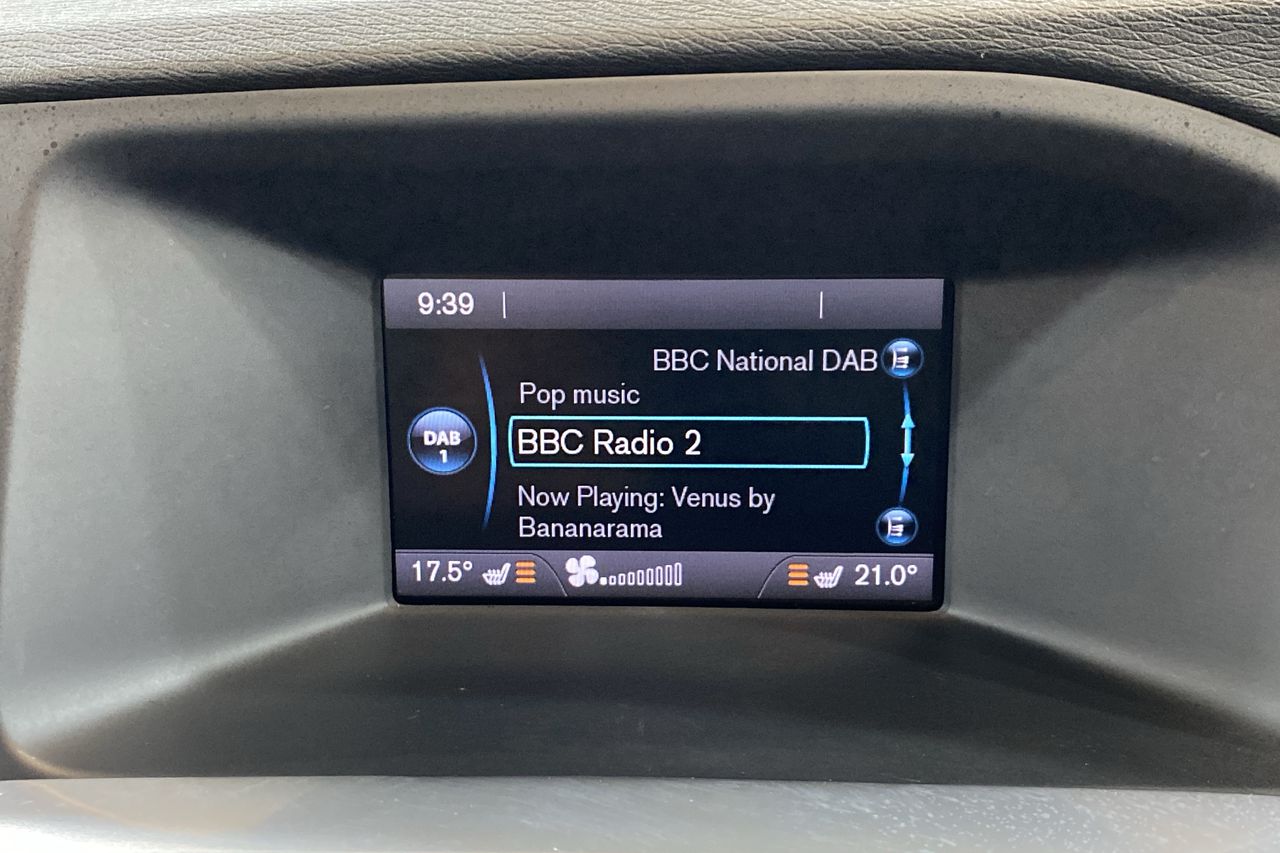 9:39
BBC National DAB
Pop music
DAB
1
BBC Radio 2
Now Playing: Venus by
Bananarama
17.5°
21.0°